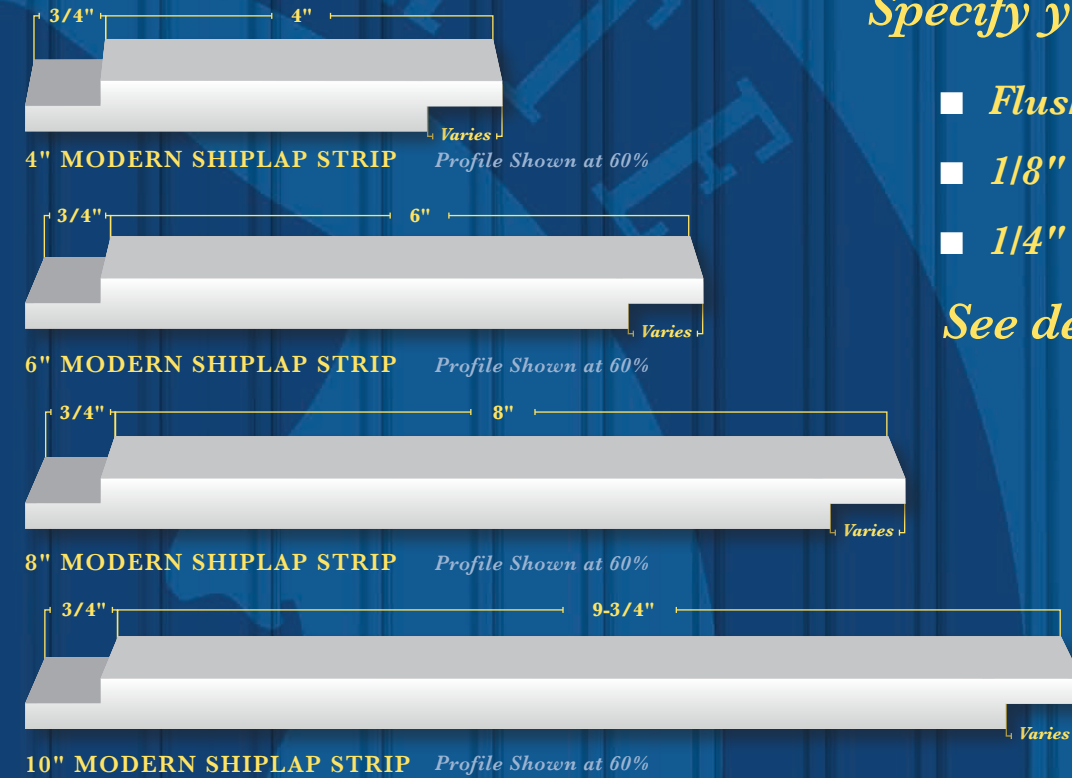 3/4" 4"
Varies
4" MODERN SHIPLAP STRIP Profile Shown at 60%
3/4" 6"
Varies
6" MODERN SHIPLAP STRIP Profile Shown at 60%
3/4" 8"
Varies
8" MODERN SHIPLAP STRIP Profile Shown at 60%
3/4" 9-3/4"
Varies
10" MODERN SHIPLAP STRIP Profile Shown at 60%
Specify
■
■ 1/8"
■ 1/4"
See